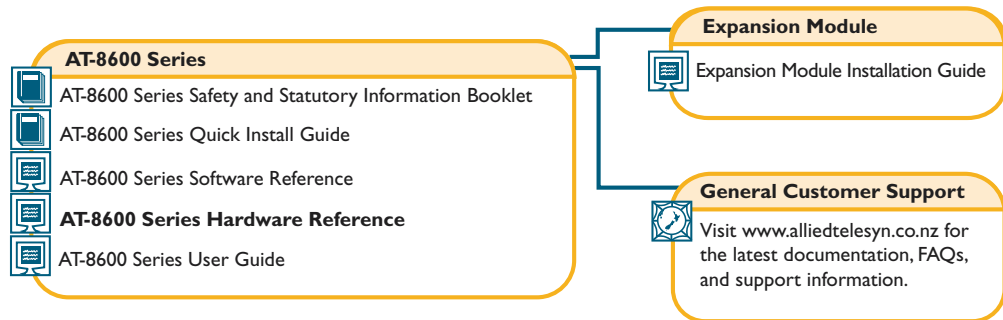 AT-8600 Series
AT-8600 Series Safety and Statutory Information Booklet
AT-8600 Series Quick Install Guide
AT-8600 Series Software Reference
AT-8600 Series Hardware Reference
AT-8600 Series User Guide
Expansion Module
Expansion Module Installation Guide
General Customer Support
Visit www.alliedtelesyn.co.nz for
the latest documentation, FAQs,
and support information.